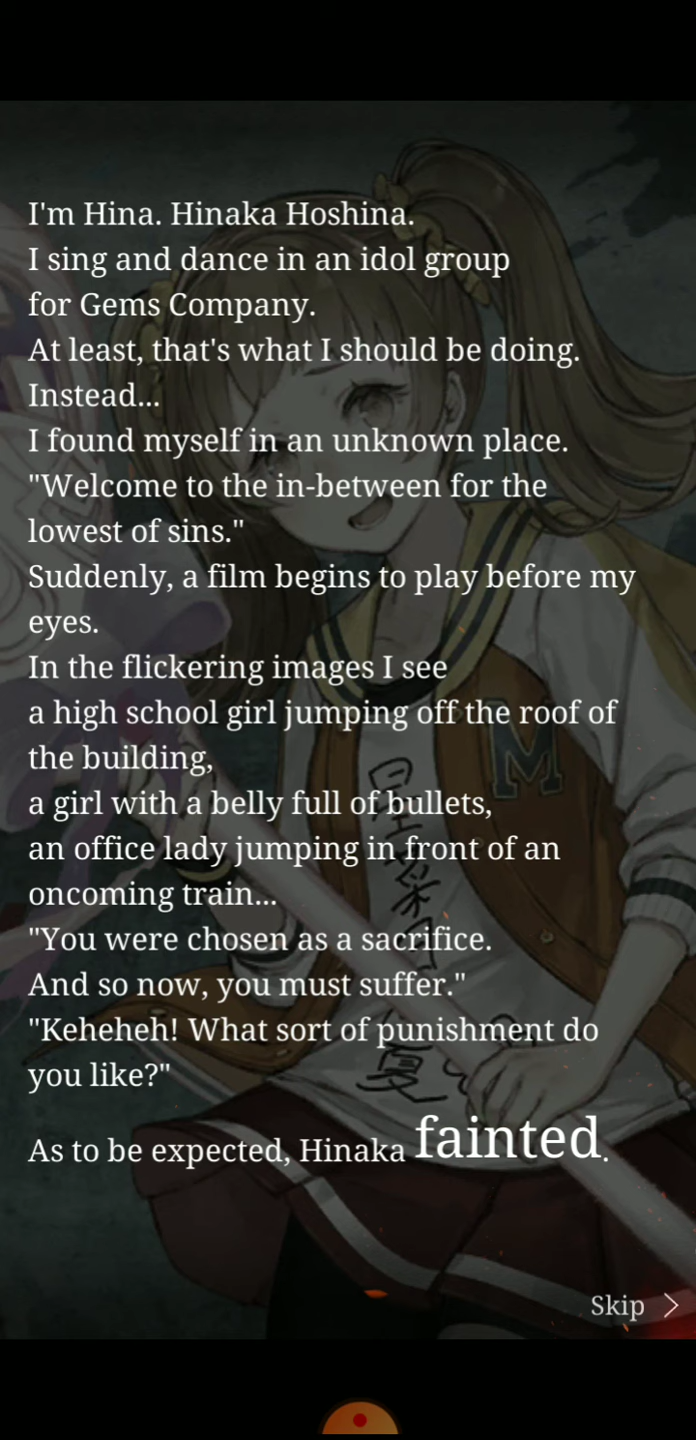 I'm Hina. Hinaka Hoshina.
I sing and dance in an idol group
for Gems Company.
At least, that's what I should be doing.
Instead...
I found myself in an unknown place.
"Welcome to the in-between for the
lowest of sins."
Suddenly, a film begins to play before my
eyes.
In the flickering images I see
a high school girl jumping off the roof of
the building,
a girl with a belly full of bullets,
an office lady jumping in front of an
oncoming train...
"You were chosen as a sacrifice.
And so now, you must suffer."
"Keheheh! What sort of punishment do
you like?"
As to be expected, Hinaka fainted.
M
星菜
夏
Skip